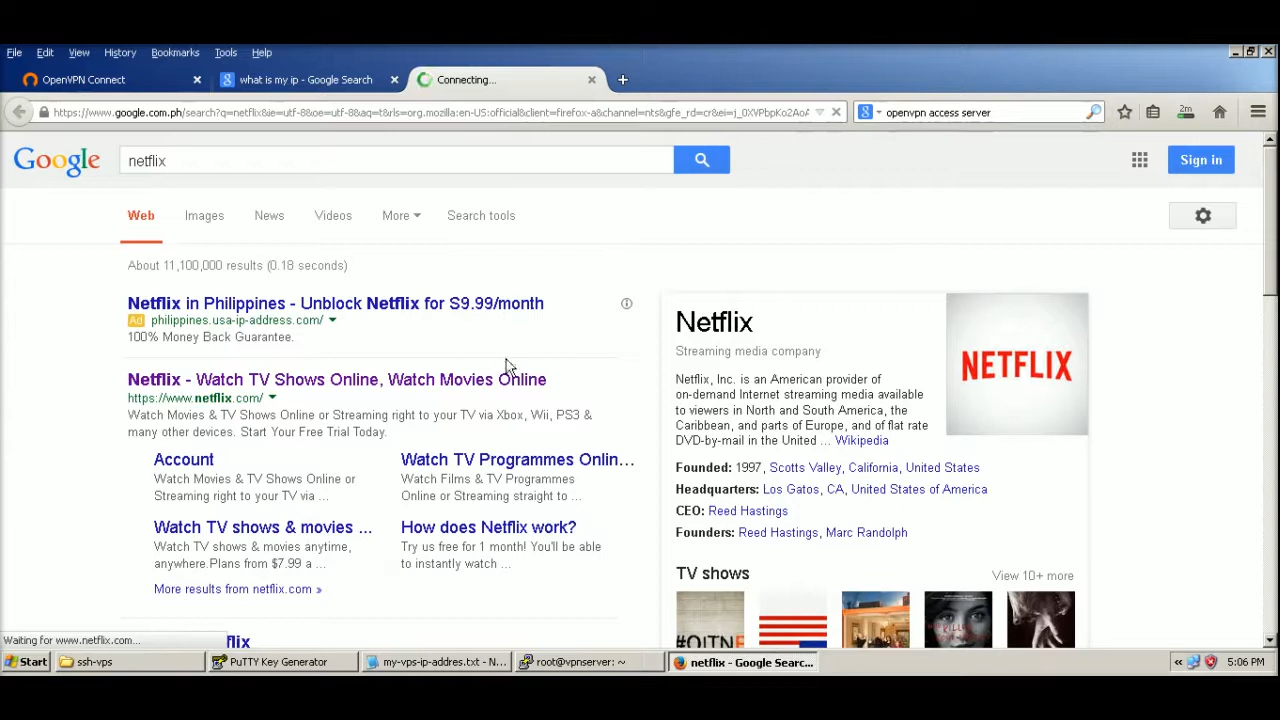 File Edit View History Bookmarks Tools Help
OpenVPN Connect
what is my ip - Google Search
Connecting...
https://www.google.com.ph/search?q=netflix&ie=utf-8&oe=utf-8&aq=t&rls=org.mozilla:en-US:official&client=firefox-a&channel=nts&gfe_rd=cr&ei=j_0XVPbpKo2AoA
openvpn access server
2m
Google
netflix
Sign in
Web Images News Videos More Search tools
About 11,100,000 results (0.18 seconds)
Netflix in Philippines - Unblock Netflix for S9.99/month
Ad philippines.usa-ip-address.com/
100% Money Back Guarantee.
Netflix - Watch TV Shows Online, Watch Movies Online
https://www.netflix.com/
Watch Movies & TV Shows Online or Streaming right to your TV via Xbox, Wii, PS3 &
many other devices. Start Your Free Trial Today.
Account
Watch Movies & TV Shows Online or
Streaming right to your TV via ...
Watch TV Programmes Onlin...
Watch Films & TV Programmes
Online or Streaming straight to ...
Watch TV shows & movies ...
Watch TV shows & movies anytime,
anywhere.Plans from $7.99 a ...
How does Netflix work?
Try us free for 1 month! You'll be able
to instantly watch ...
More results from netflix.com »
flix
Netflix
Streaming media company
NETFLIX
Netflix, Inc. is an American provider of
on-demand Internet streaming media available
to viewers in North and South America, the
Caribbean, and parts of Europe, and of flat rate
DVD-by-mail in the United ... Wikipedia
Founded: 1997, Scotts Valley, California, United States
Headquarters: Los Gatos, CA, United States of America
CEO: Reed Hastings
Founders: Reed Hastings, Marc Randolph
TV shows
View 10+ more
#OITNB
Waiting for www.netflix.com...
Start
ssh-vps
PuTTY Key Generator
my-vps-ip-addres.txt - N...
root@vpnserver: ~
netflix - Google Searc...
5:06 PM